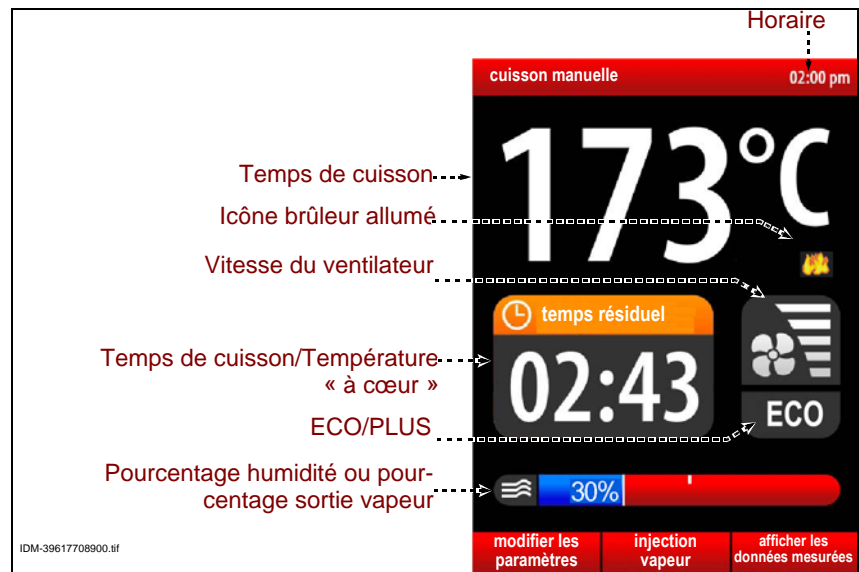 Horaire
cuisson manuelle
02:00 pm
173°C
Temps de cuisson
Icône brûleur allumé
Vitesse du ventilateur
temps résiduel
02:43
Temps de cuisson/Température
« à cœur »
ECO/PLUS
ECO
Pourcentage humidité ou pour-
centage sortie vapeur
30%
modifier les
paramètres
injection
vapeur
afficher les
données mesurées
IDM-39617708900.tif